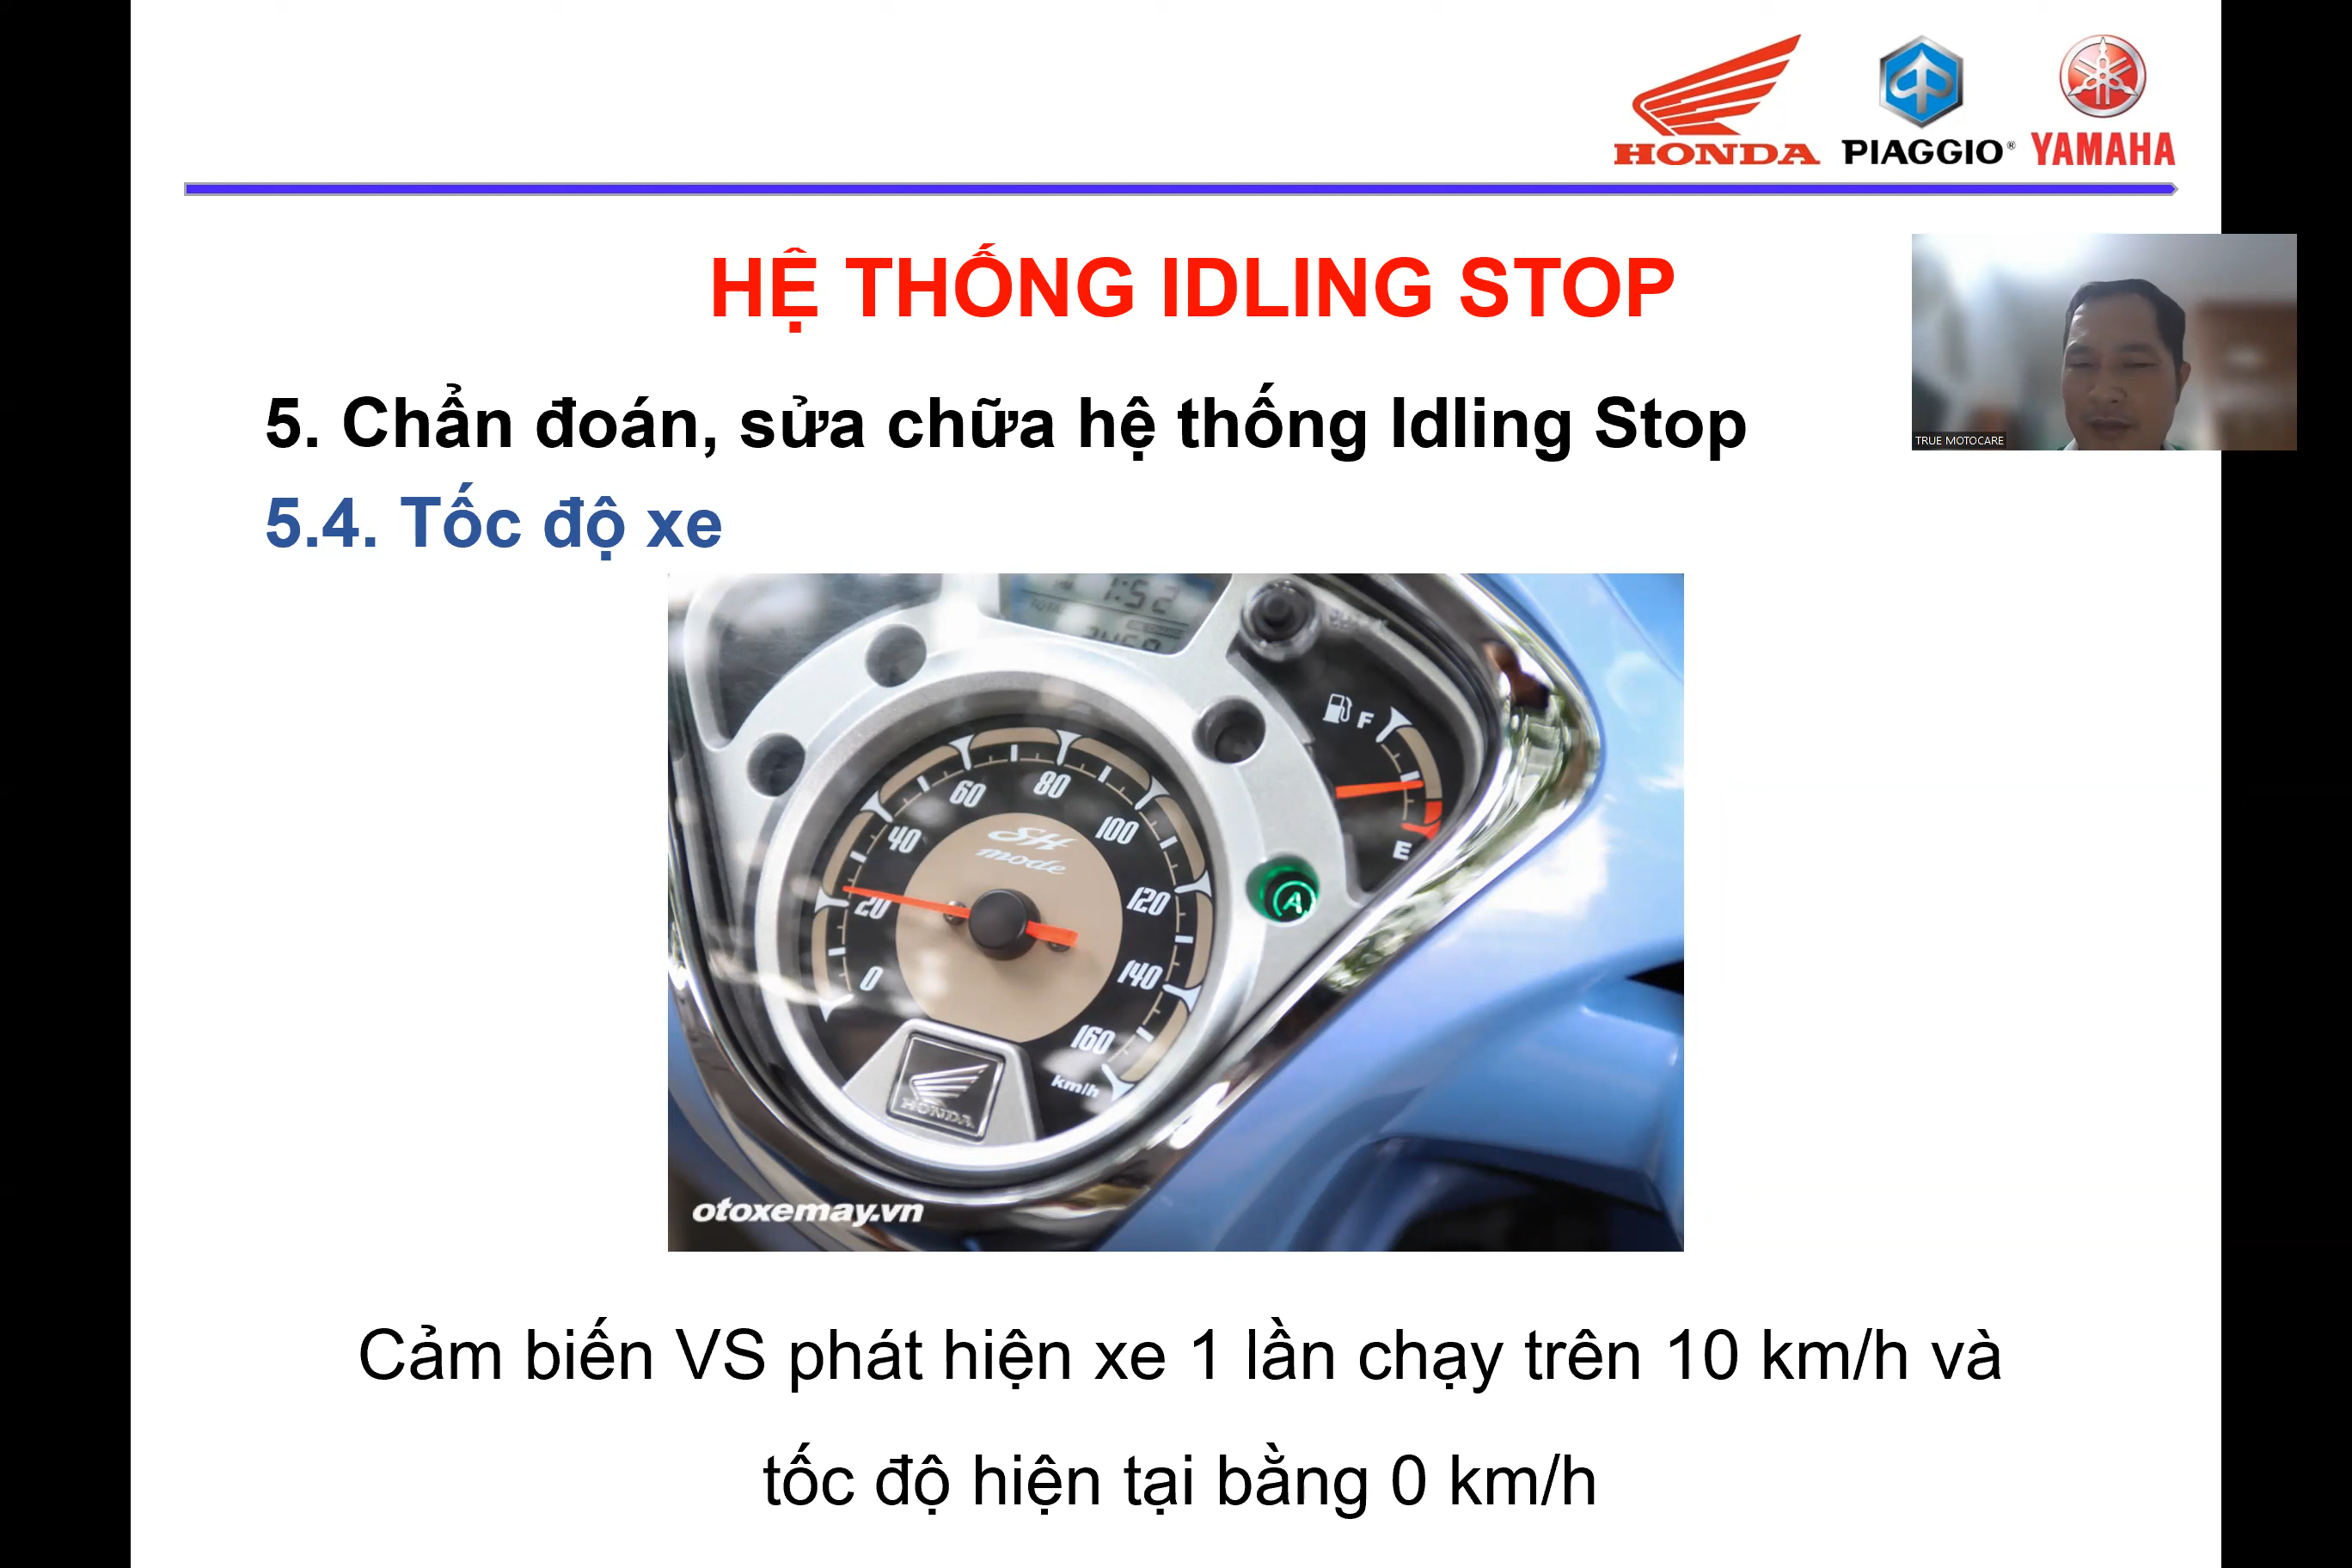 HONDA
PIAGGIO®
YAMAHA
HỆ THỐNG IDLING STOP
5. Chẩn đoán, sửa chữa hệ thống Idling Stop
TRUE MOTOCARE
5.4. Tốc độ xe
1:52
F
E
0
20
40
60
80
100
120
140
160
km/h
SH
mode
A
HONDA
otoxemay.vn
Cảm biến VS phát hiện xe 1 lần chạy trên 10 km/h và
tốc độ hiện tại bằng 0 km/h